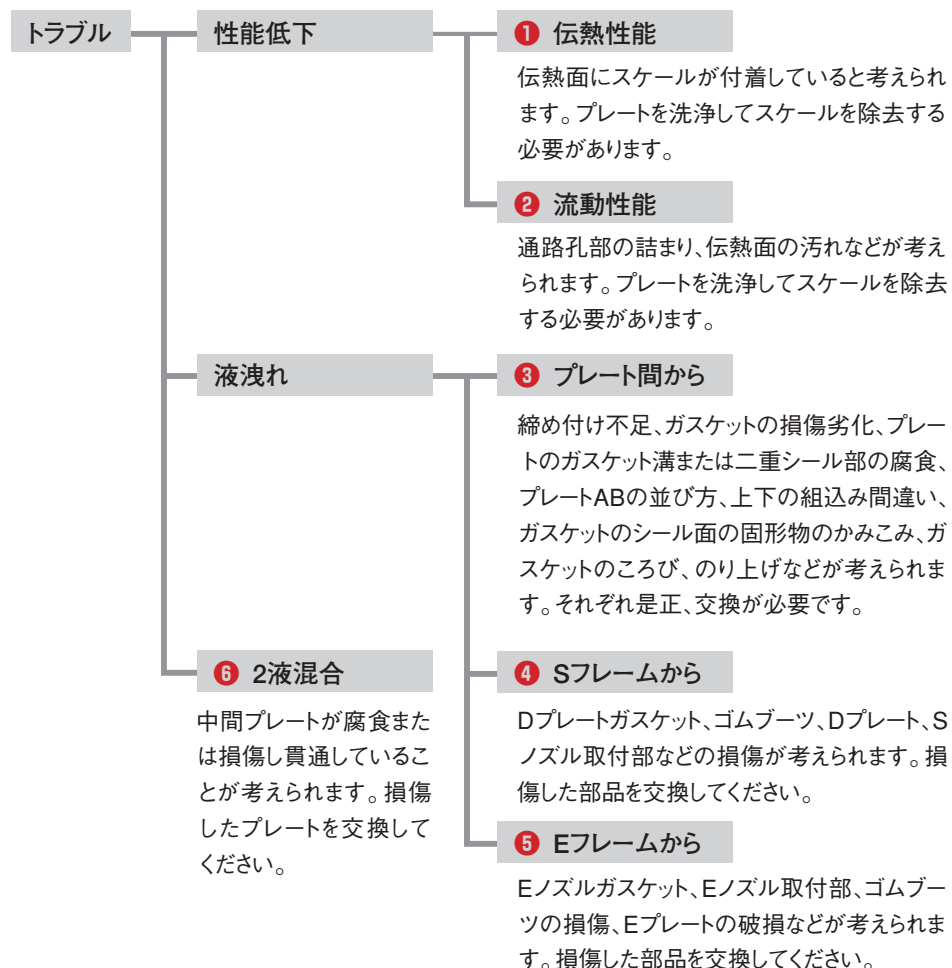 トラブル
性能低下
❶ 伝熱性能
伝熱面にスケールが付着していると考えられ
ます。プレートを洗浄してスケールを除去する
必要があります。
❷ 流動性能
通路孔部の詰まり、伝熱面の汚れなどが考え
られます。プレートを洗浄してスケールを除去
する必要があります。
液洩れ
❸ プレート間から
締め付け不足、ガスケットの損傷劣化、プレー
トのガスケット溝または二重シール部の腐食、
プレートABの並び方、上下の組込み間違い、
ガスケットのシール面の固形物のかみこみ、ガ
スケットのころび、のり上げなどが考えられま
す。それぞれ是正、交換が必要です。
❹ Sフレームから
Dプレートガスケット、ゴムブーツ、Dプレート、S
ノズル取付部などの損傷が考えられます。損
傷した部品を交換してください。
❺ Eフレームから
Eノズルガスケット、Eノズル取付部、ゴムブー
ツの損傷、Eプレートの破損などが考えられま
す。損傷した部品を交換してください。
❻ 2液混合
中間プレートが腐食また
は損傷し貫通しているこ
とが考えられます。損傷
したプレートを交換して
ください。